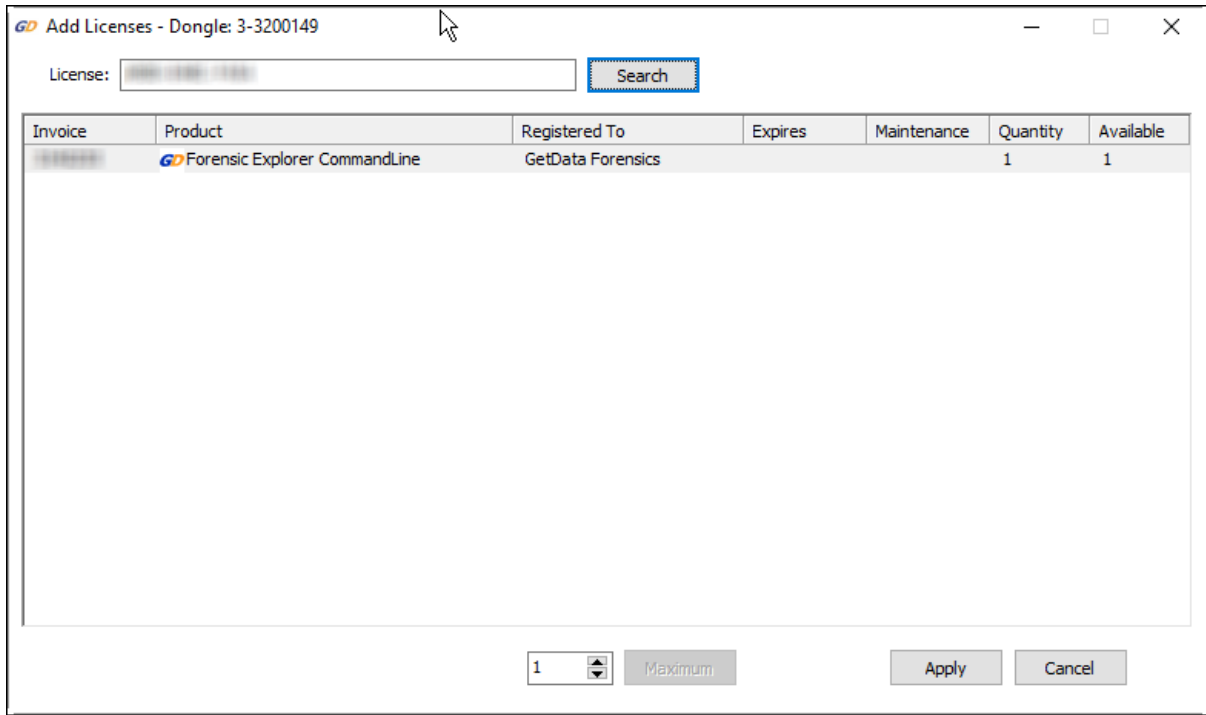 GD Add Licenses - Dongle: 3-3200149
License: Search
Invoice Product Registered To Expires Maintenance Quantity Available
GD Forensic Explorer CommandLine GetData Forensics 1 1
1 Maximum Apply Cancel